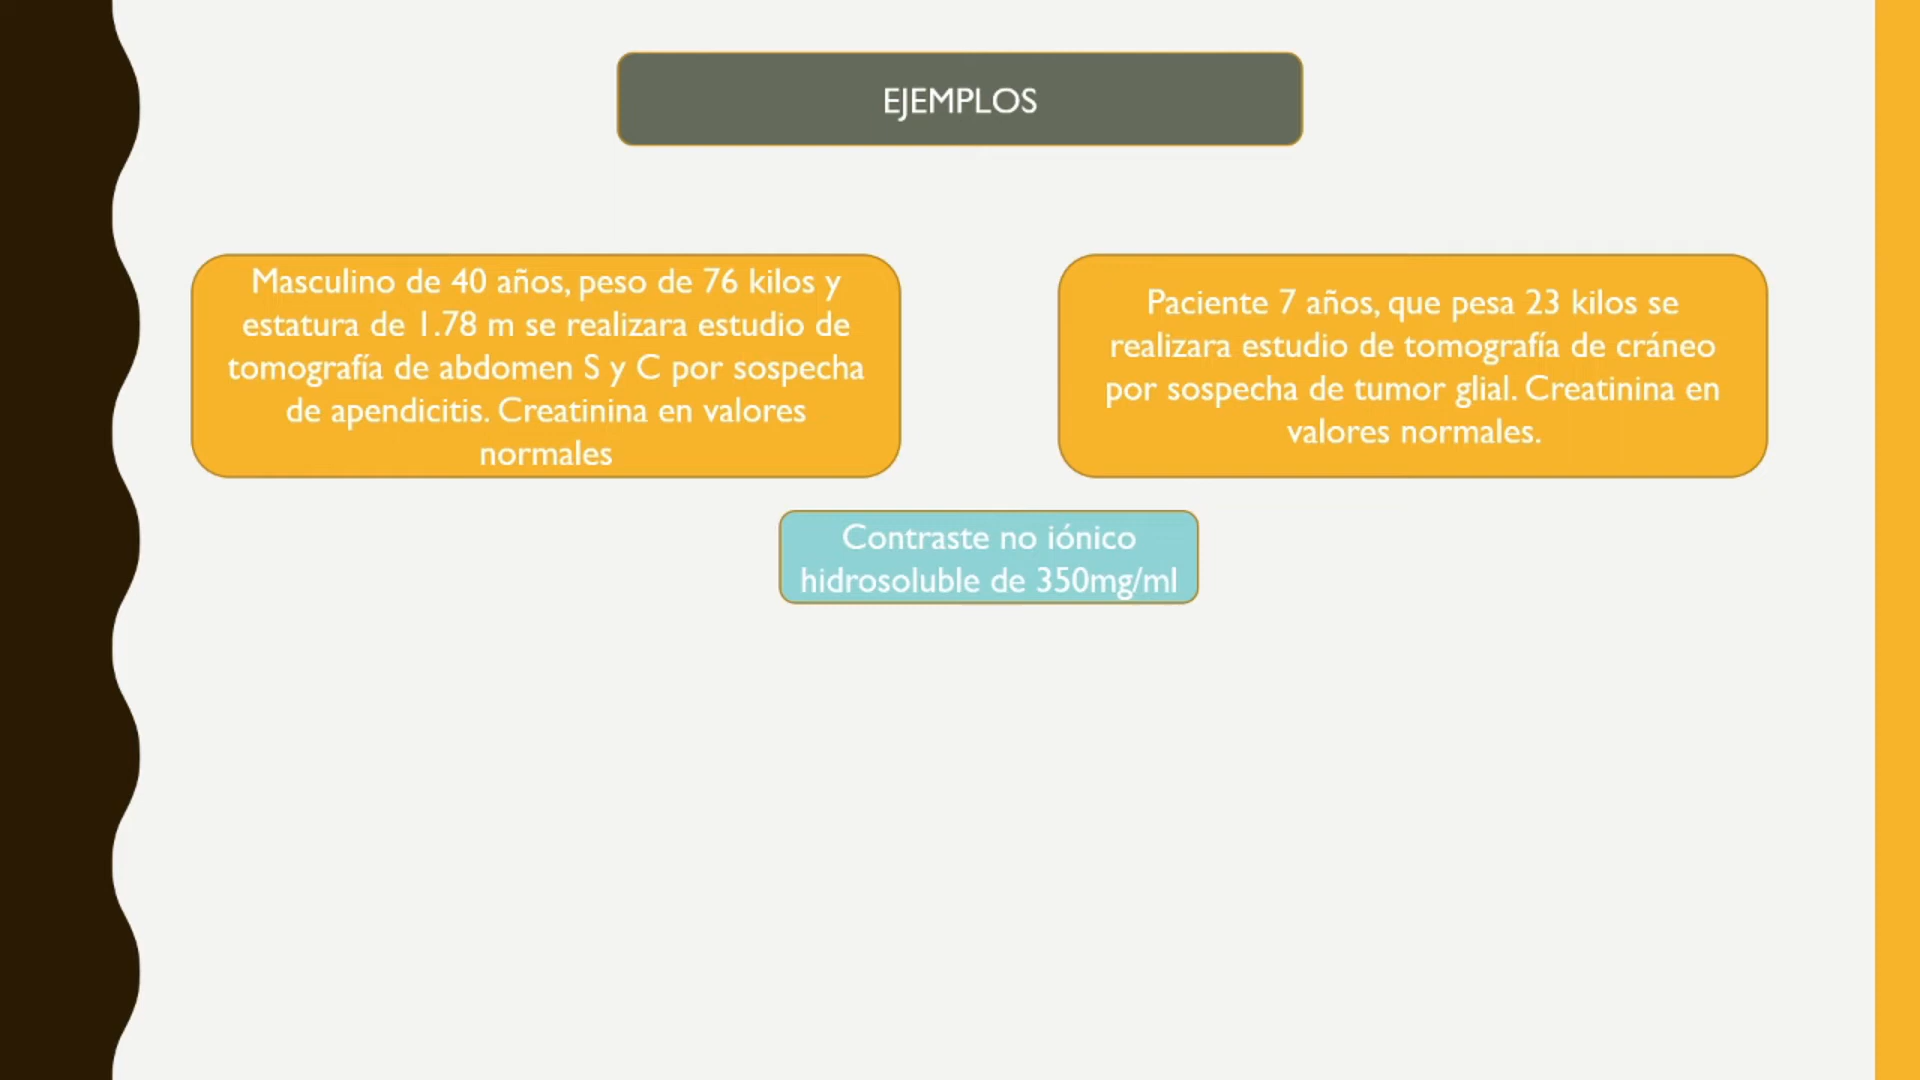 EJEMPLOS
Masculino de 40 años, peso de 76 kilos y
estatura de 1.78 m se realizara estudio de
tomografía de abdomen S y C por sospecha
de apendicitis. Creatinina en valores
normales
Paciente 7 años, que pesa 23 kilos se
realizara estudio de tomografía de cráneo
por sospecha de tumor glial. Creatinina en
valores normales.
Contraste no iónico
hidrosoluble de 350mg/ml